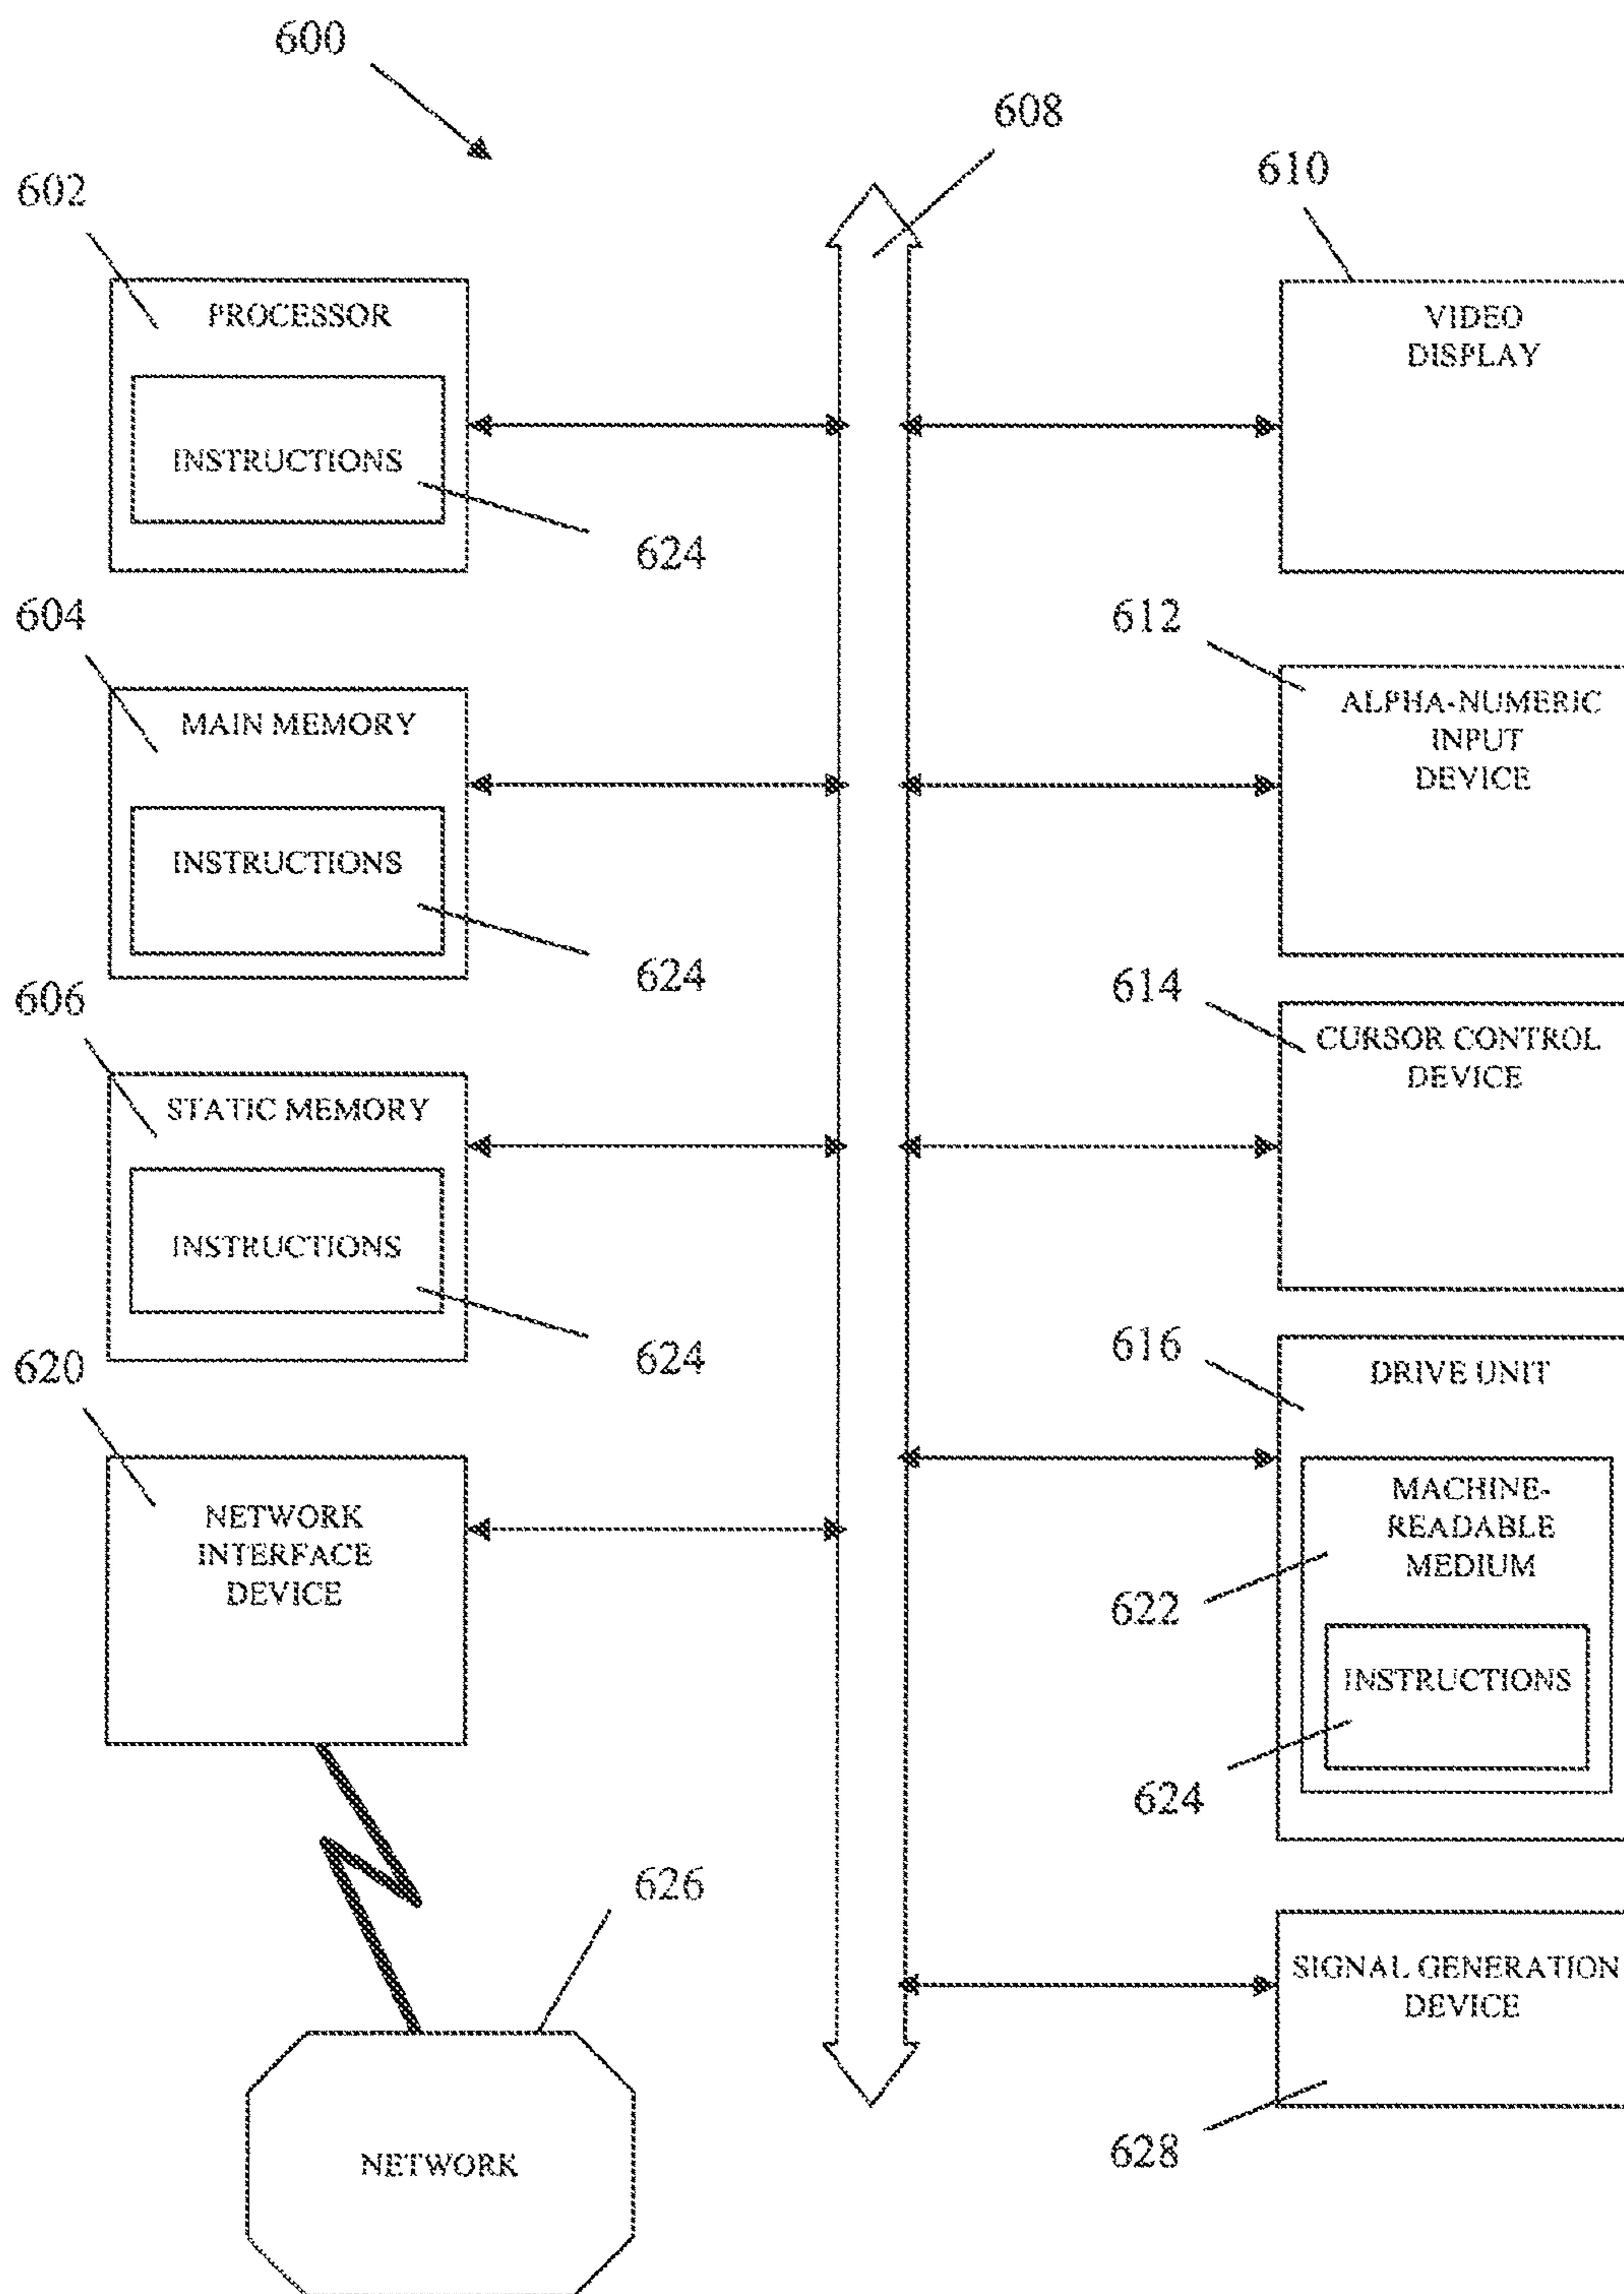 600
608
610
602
PROCESSOR
INSTRUCTIONS
624
VIDEO
DISPLAY
604
MAIN MEMORY
INSTRUCTIONS
624
612
ALPHA-NUMERIC
INPUT
DEVICE
606
STATIC MEMORY
INSTRUCTIONS
624
614
CURSOR CONTROL
DEVICE
620
NETWORK
INTERFACE
DEVICE
616
DRIVE UNIT
MACHINE-
READABLE
MEDIUM
622
INSTRUCTIONS
624
626
NETWORK
SIGNAL GENERATION
DEVICE
628